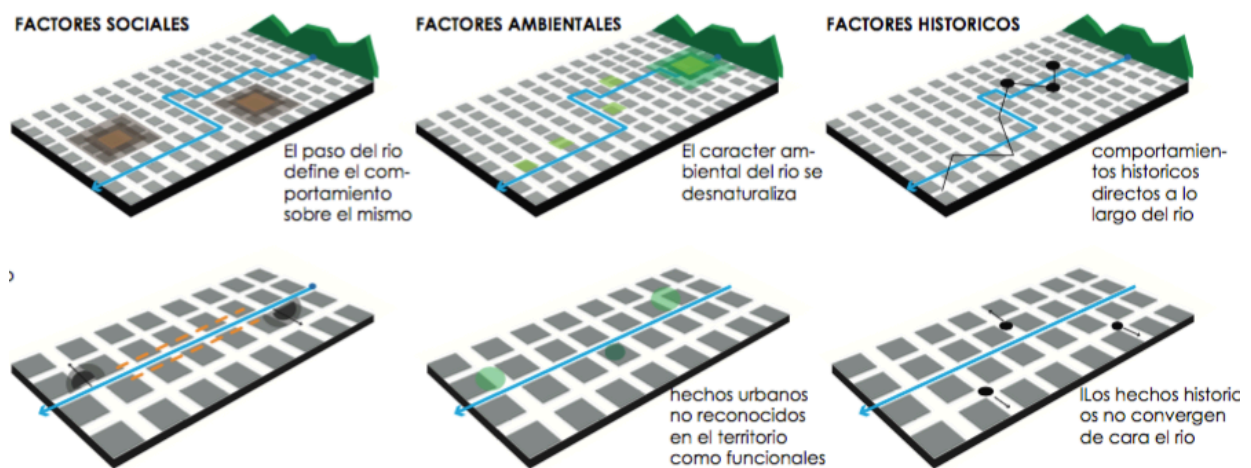 FACTORES SOCIALES
El paso del rio
define el com-
portamiento
sobre el mismo
FACTORES AMBIENTALES
El caracter am-
biental del rio se
desnaturaliza
FACTORES HISTORICOS
comportamien-
tos historicos
directos a lo
largo del rio
hechos urbanos
no reconocidos
en el territorio
como funcionales
lLos hechos historic
os no convergen
de cara el rio